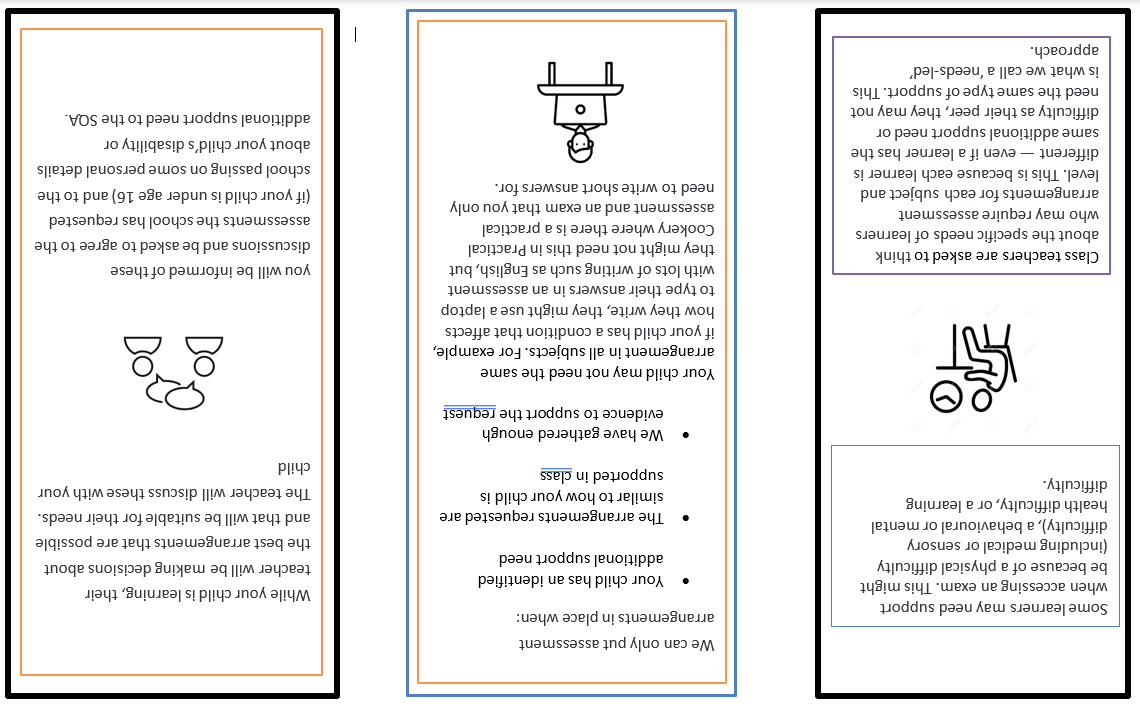 Some learners may need support
when accessing an exam. This might
be because of a physical difficulty
(including medical or sensory
difficulty), a behavioural or mental
health difficulty, or a learning
difficulty.
Class teachers are asked to think
about the specific needs of learners
who may require assessment
arrangements for each subject and
level. This is because each learner is
different — even if a learner has the
same additional support need or
difficulty as their peer, they may not
need the same type of support. This
is what we call a ‘needs-led’
approach.
We can only put assessment
arrangements in place when:
• Your child has an identified
additional support need
• The arrangements requested are
similar to how your child is
supported in class
• We have gathered enough
evidence to support the request
Your child may not need the same
arrangement in all subjects. For example,
if your child has a condition that affects
how they write, they might use a laptop
to type their answers in an assessment
with lots of writing such as English, but
they might not need this in Practical
Cookery where there is a practical
assessment and an exam that you only
need to write short answers for.
While your child is learning, their
teacher will be making decisions about
the best arrangements that are possible
and that will be suitable for their needs.
The teacher will discuss these with your
child
you will be informed of these
discussions and be asked to agree to the
assessments the school has requested
(if your child is under age 16) and to the
school passing on some personal details
about your child’s disability or
additional support need to the SQA.